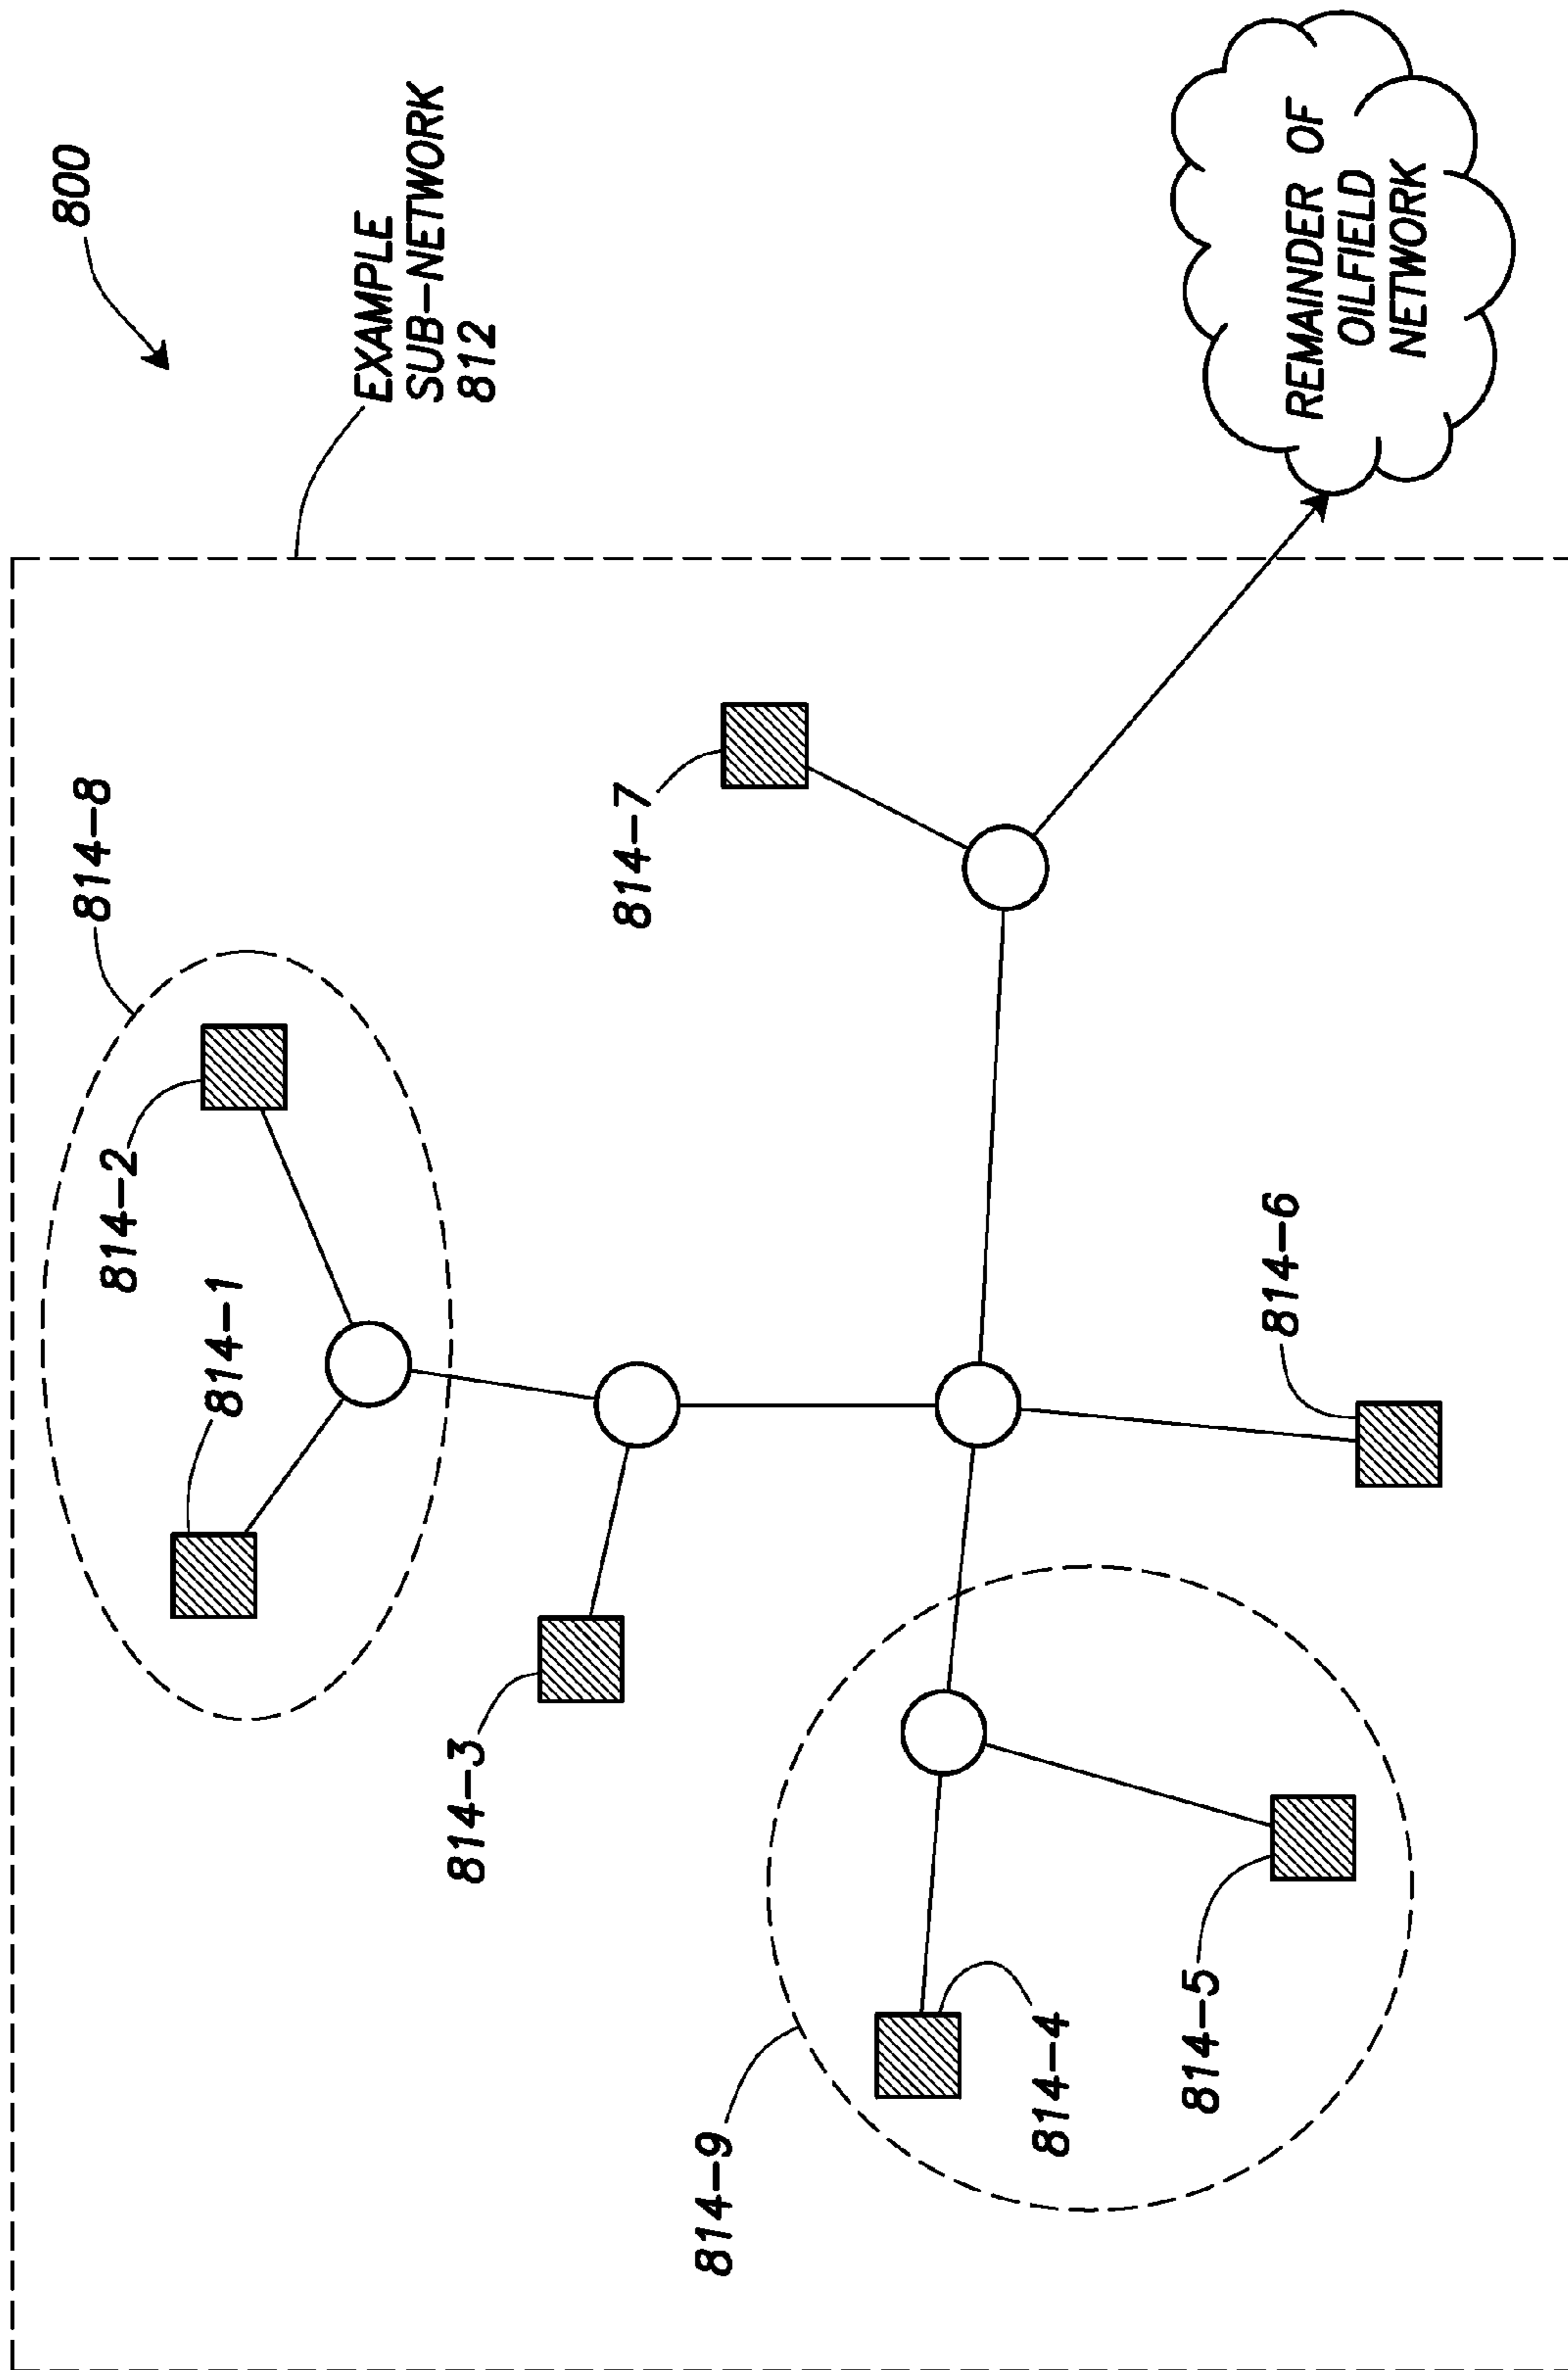 800
EXAMPLE
SUB-NETWORK
812
814-8
814-2
814-1
814-7
814-3
814-6
814-9
814-4
814-5
REMAINDER OF
OILFIELD
NETWORK